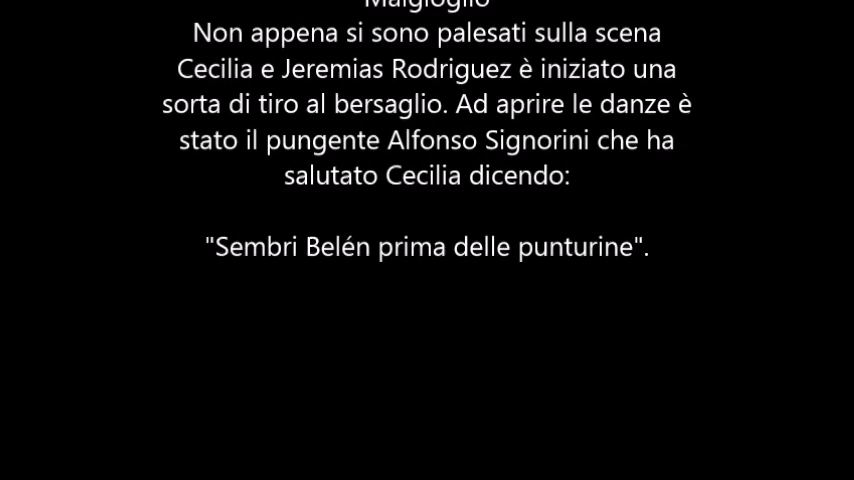 Malgioglio
Non appena si sono palesati sulla scena
Cecilia e Jeremias Rodriguez è iniziato una
sorta di tiro al bersaglio. Ad aprire le danze è
stato il pungente Alfonso Signorini che ha
salutato Cecilia dicendo:
"Sembri Belén prima delle punturine".